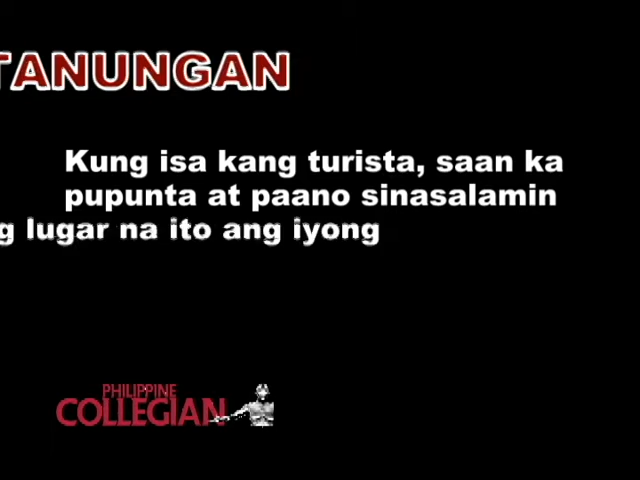 TANUNGAN
Kung isa kang turista, saan ka
pupunta at paano sinasalamin
g lugar na ito ang iyong
PHILIPPINE
COLLEGIAN